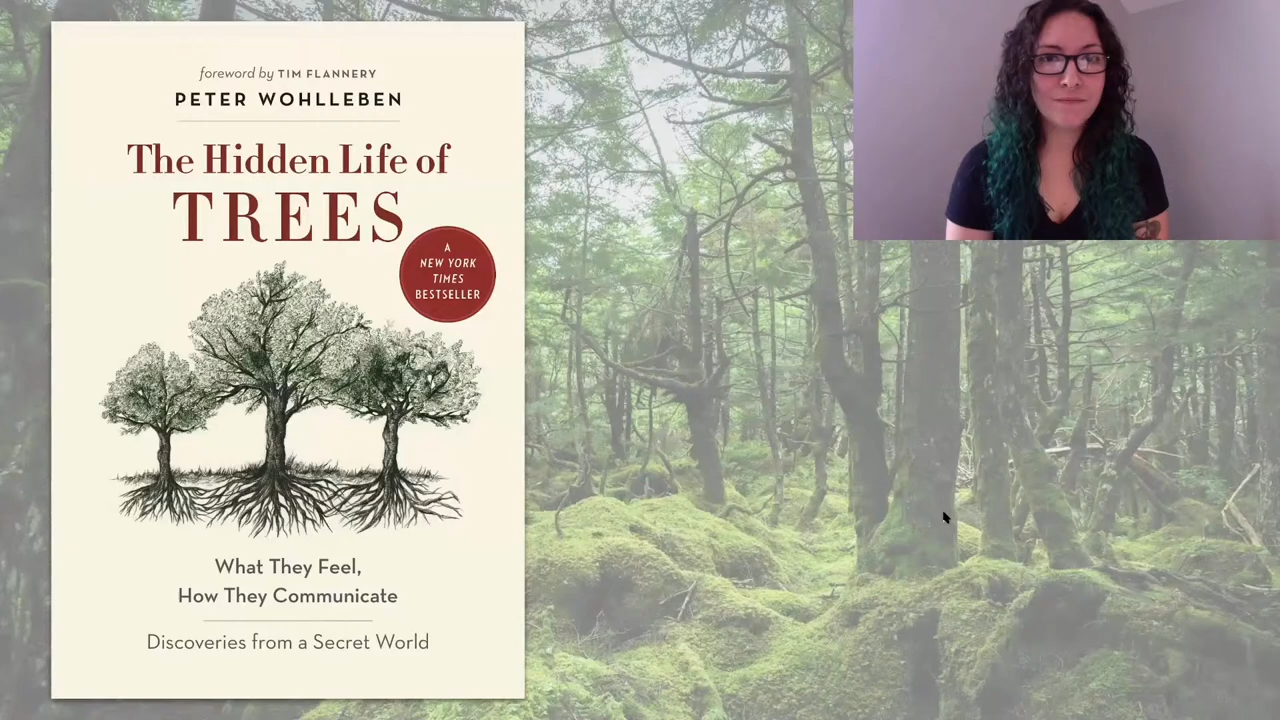 foreword by TIM FLANNERY
PETER WOHLLEBEN
The Hidden Life of
TREES
A
NEW YORK
TIMES
BESTSELLER
What They Feel,
How They Communicate
Discoveries from a Secret World